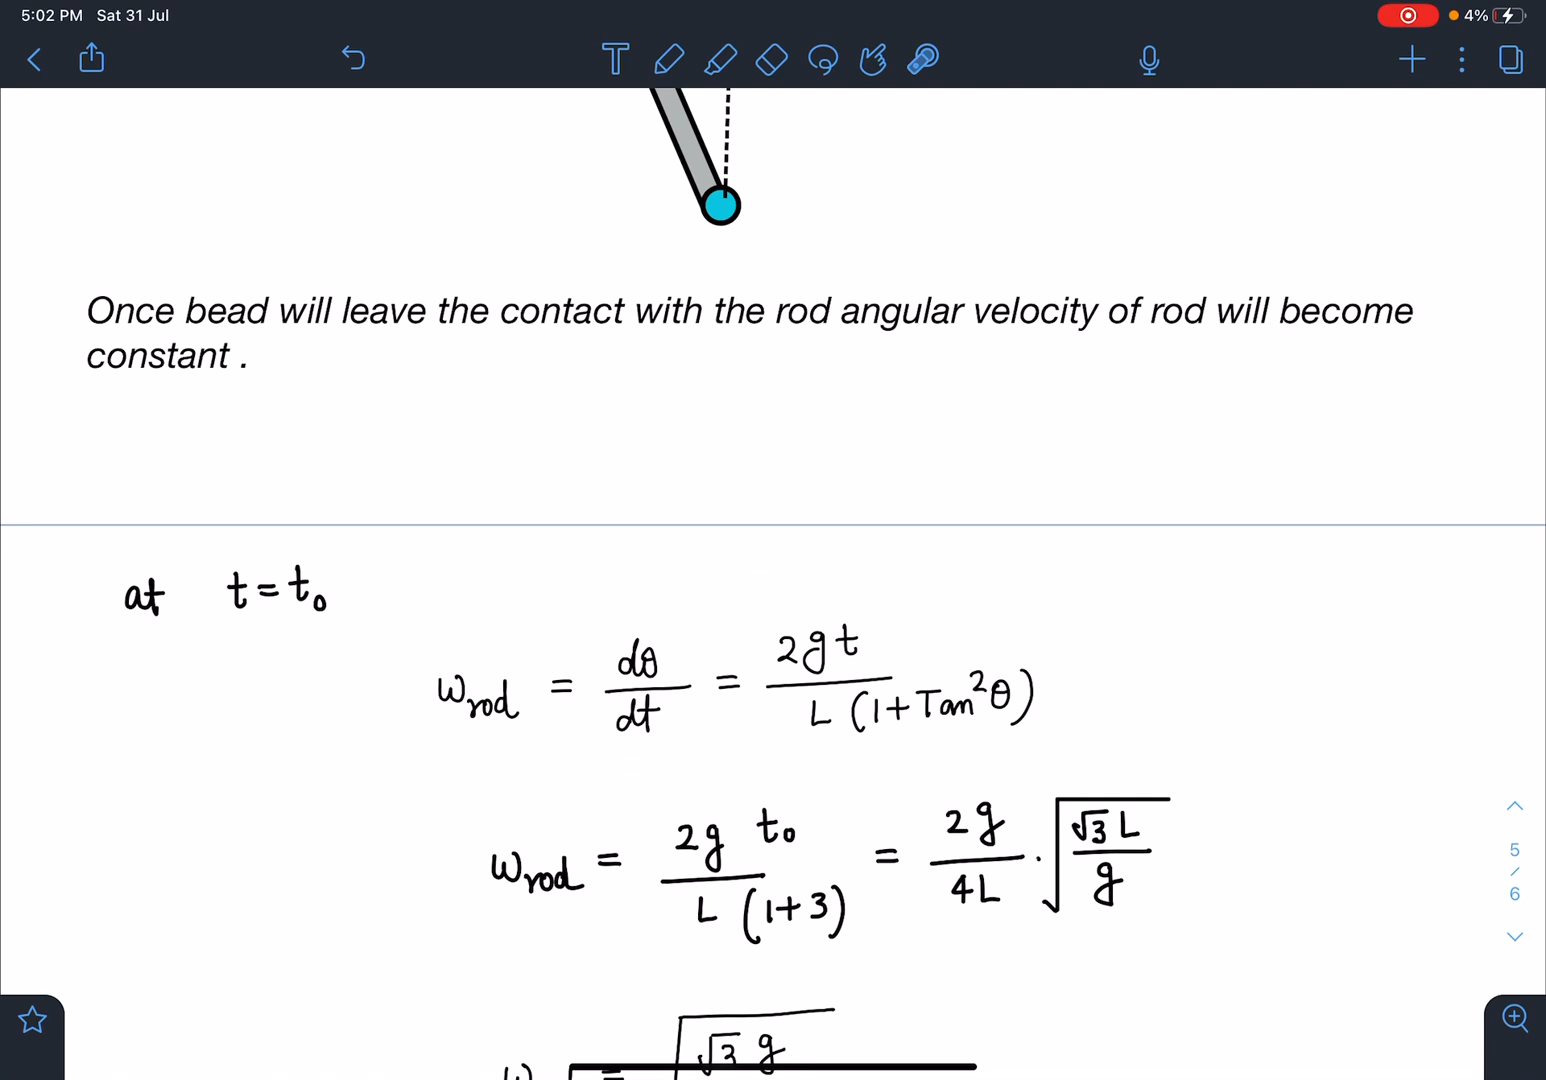 5:02 PM Sat 31 Jul
4%
T
Once bead will leave the contact with the rod angular velocity of rod will become
constant .
at t = t₀
ω_rod = dθ/dt = 2gt / L (1+Tan²θ)
ω_rod = 2g t₀ / L (1+3) = 2g/4L · √(√3 L / g)
5
/
6
ω = √(√3 g